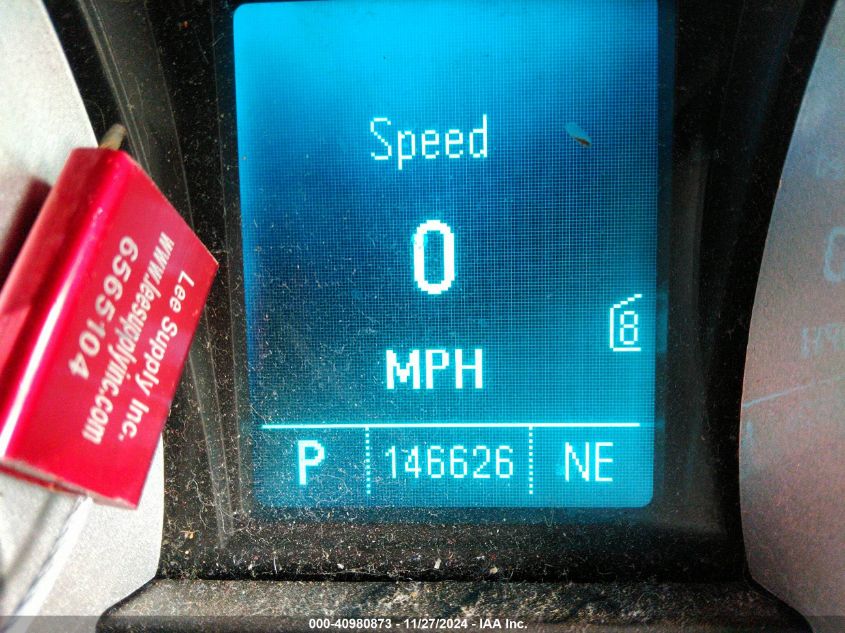 Speed
0
MPH
8
P 146626 NE
Lee Supply Inc.
www.leesupplyinc.com
6565104
000-40980873 - 11/27/2024 - IAA Inc.